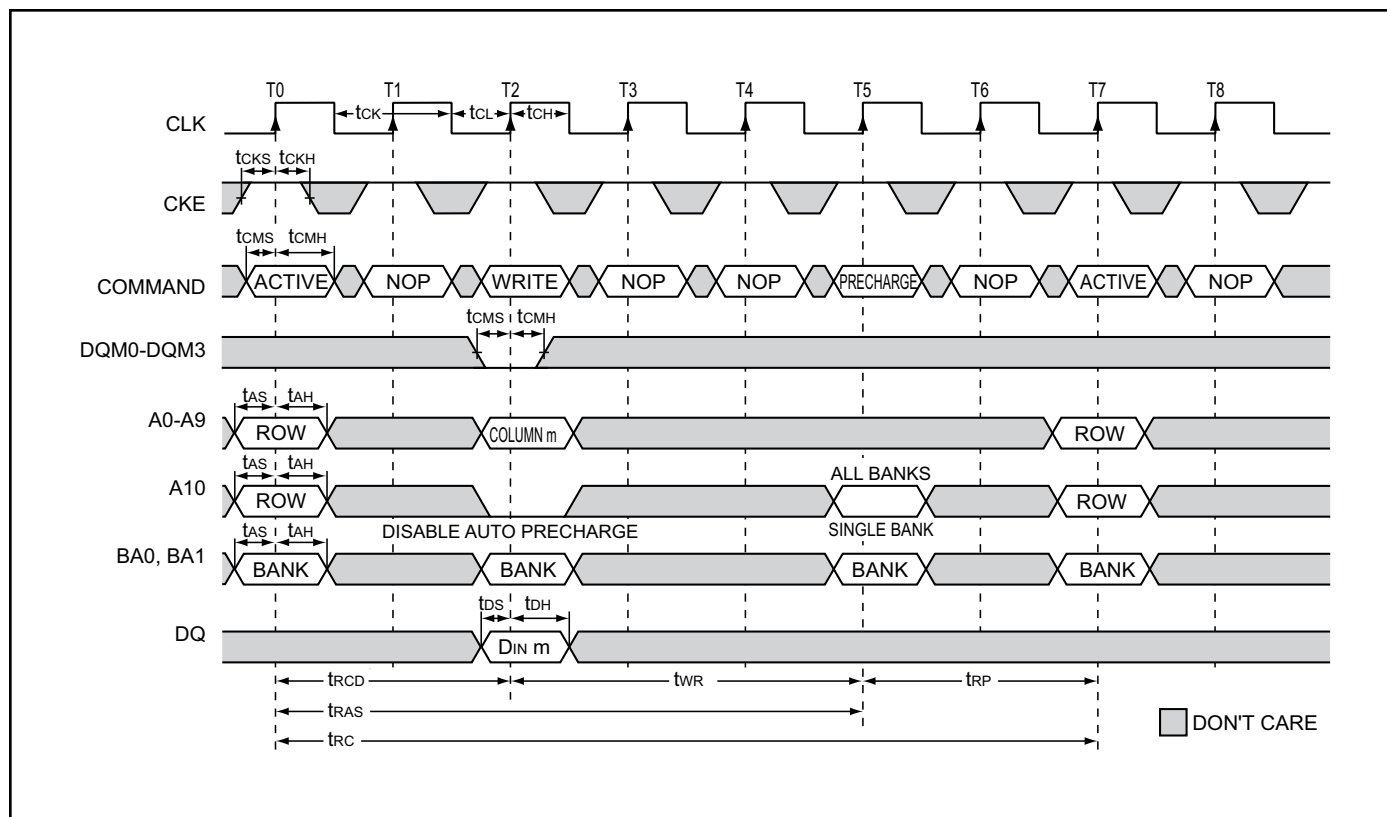 T0 T1 T2 T3 T4 T5 T6 T7 T8
tCK tCL tCH
CLK
tCKS tCKH
CKE
tCMS tCMH
COMMAND ACTIVE NOP WRITE NOP NOP PRECHARGE NOP ACTIVE NOP
tCMS tCMH
DQM0-DQM3
tAS tAH
A0-A9 ROW COLUMN m ROW
tAS tAH ALL BANKS
A10 ROW ROW
DISABLE AUTO PRECHARGE SINGLE BANK
tAS tAH
BA0, BA1 BANK BANK BANK BANK
tDS tDH
DQ DIN m
tRCD tWR tRP
tRAS
DON'T CARE
tRC